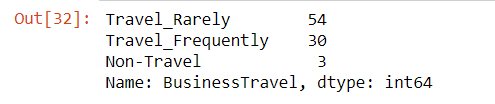 Out[32]: Travel_Rarely 54
Travel_Frequently 30
Non-Travel 3
Name: BusinessTravel, dtype: int64